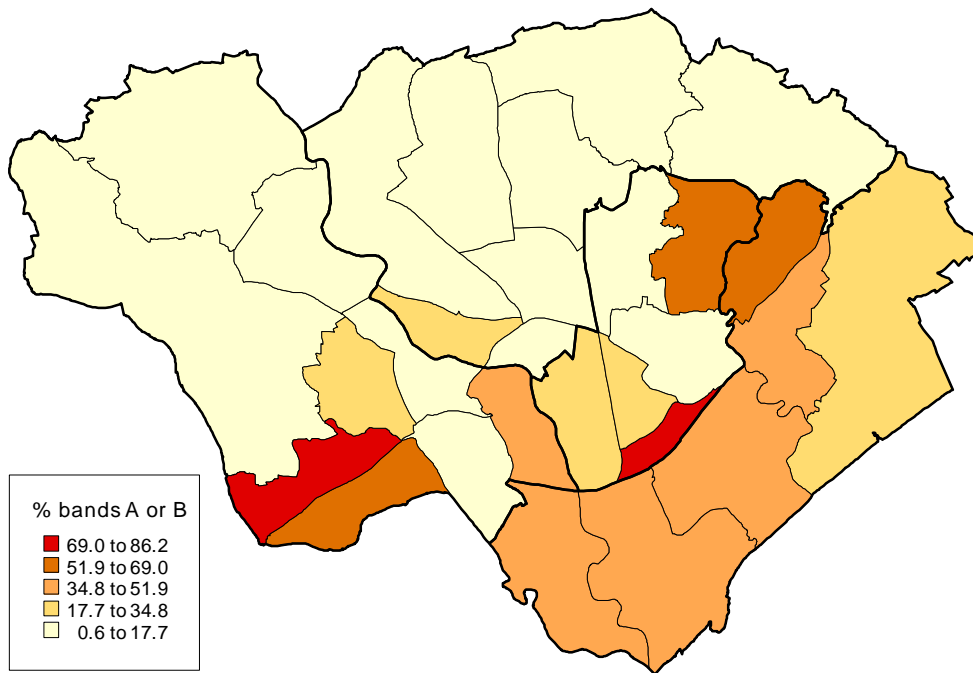 % bands A or B
69.0 to 86.2
51.9 to 69.0
34.8 to 51.9
17.7 to 34.8
0.6 to 17.7